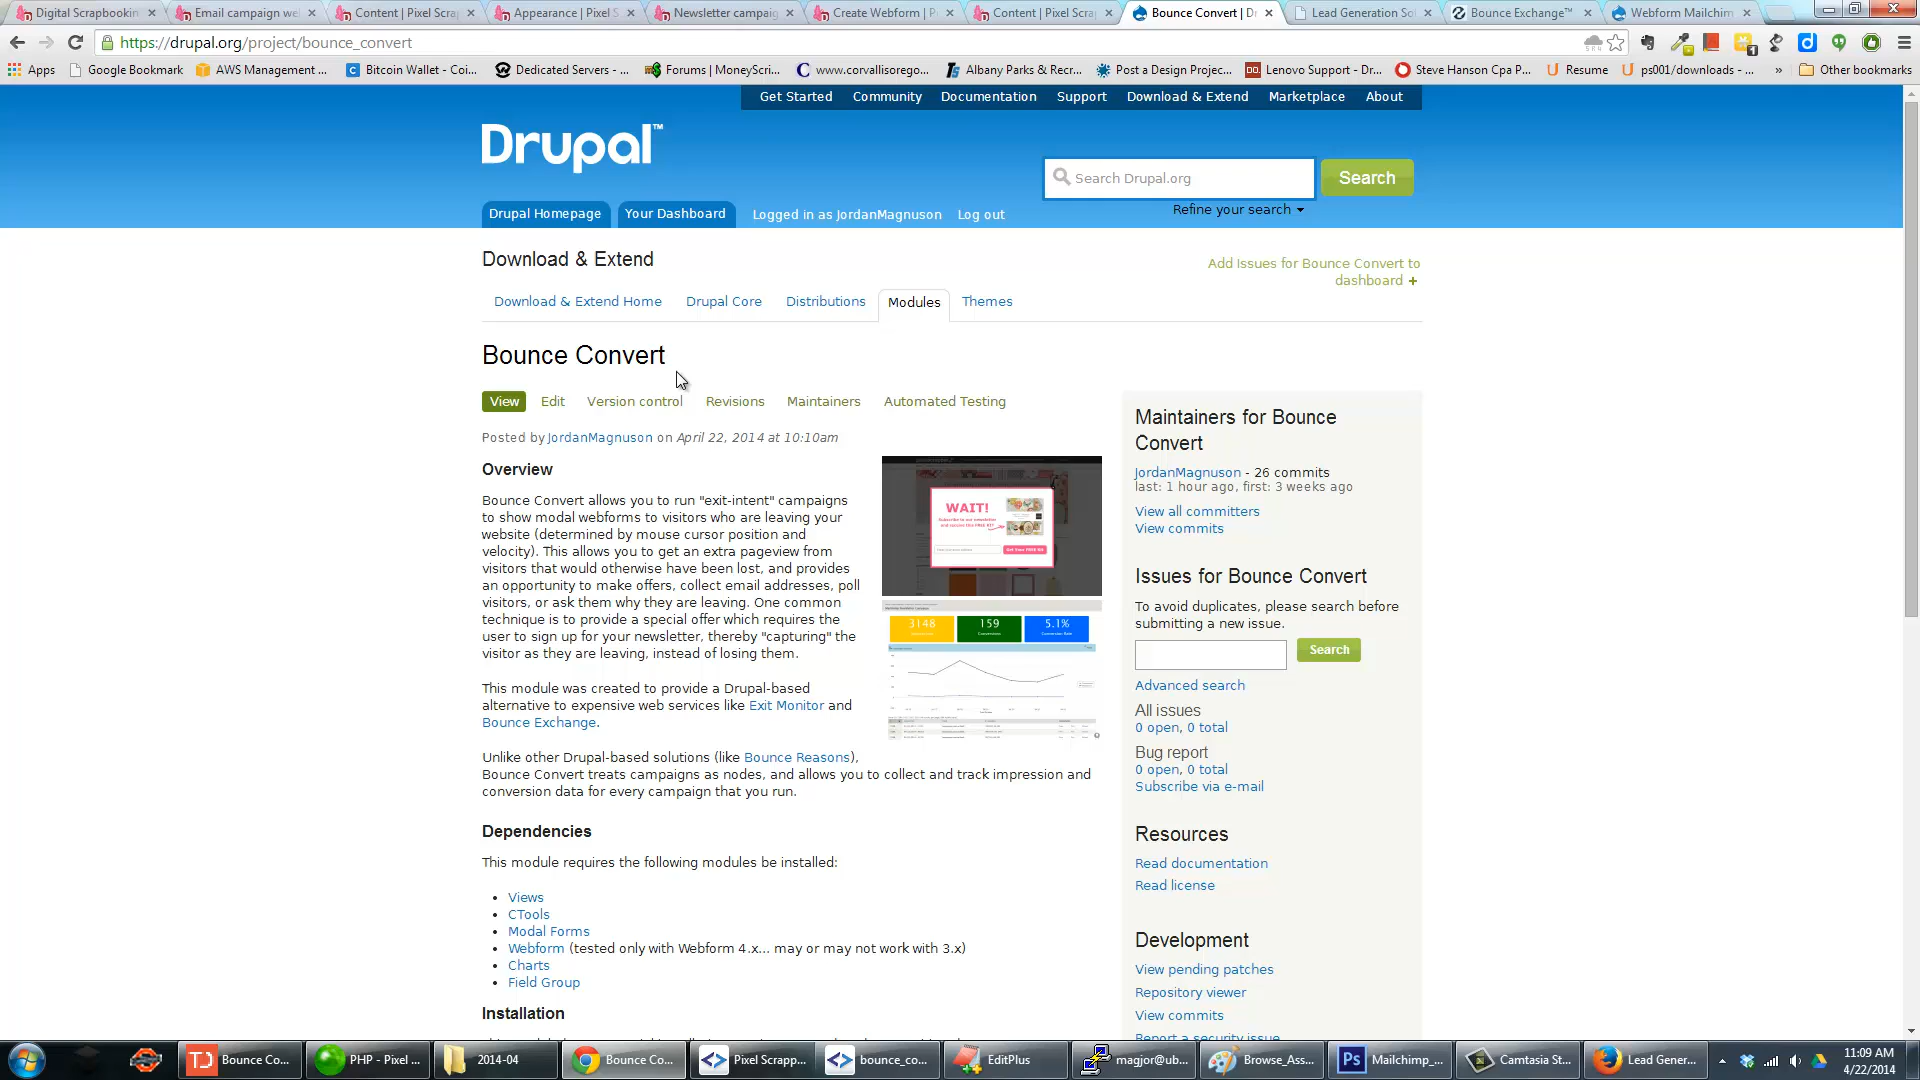 Digital Scrapbookin
Email campaign we
Content | Pixel Scra
Appearance | Pixel S
Newsletter campaig
Create Webform | P
Content | Pixel Scra
Bounce Convert | D
Lead Generation So
Bounce Exchange™
Webform Mailchim
https://drupal.org/project/bounce_convert
Apps
Google Bookmark
AWS Management ...
Bitcoin Wallet - Coi...
Dedicated Servers - ...
Forums | MoneyScri...
www.corvallisorego...
Albany Parks & Recr...
Post a Design Projec...
Lenovo Support - Dr...
Steve Hanson Cpa P...
Resume
ps001/downloads - ...
»
Other bookmarks
Get Started
Community
Documentation
Support
Download & Extend
Marketplace
About
Drupal™
Search Drupal.org
Search
Refine your search
Drupal Homepage
Your Dashboard
Logged in as JordanMagnuson
Log out
Download & Extend
Add Issues for Bounce Convert to
dashboard +
Download & Extend Home
Drupal Core
Distributions
Modules
Themes
Bounce Convert
View
Edit
Version control
Revisions
Maintainers
Automated Testing
Posted by JordanMagnuson on April 22, 2014 at 10:10am
Overview
Bounce Convert allows you to run "exit-intent" campaigns
to show modal webforms to visitors who are leaving your
website (determined by mouse cursor position and
velocity). This allows you to get an extra pageview from
visitors that would otherwise have been lost, and provides
an opportunity to make offers, collect email addresses, poll
visitors, or ask them why they are leaving. One common
technique is to provide a special offer which requires the
user to sign up for your newsletter, thereby "capturing" the
visitor as they are leaving, instead of losing them.
WAIT!
Subscribe to our newsletter
and receive this FREE Kit!
3148
159
5.1%
Conversions
Conversion Rate
This module was created to provide a Drupal-based
alternative to expensive web services like Exit Monitor and
Bounce Exchange.
Unlike other Drupal-based solutions (like Bounce Reasons),
Bounce Convert treats campaigns as nodes, and allows you to collect and track impression and
conversion data for every campaign that you run.
Dependencies
This module requires the following modules be installed:
• Views
• CTools
• Modal Forms
• Webform (tested only with Webform 4.x... may or may not work with 3.x)
• Charts
• Field Group
Installation
Maintainers for Bounce
Convert
JordanMagnuson - 26 commits
last: 1 hour ago, first: 3 weeks ago
View all committers
View commits
Issues for Bounce Convert
To avoid duplicates, please search before
submitting a new issue.
Search
Advanced search
All issues
0 open, 0 total
Bug report
0 open, 0 total
Subscribe via e-mail
Resources
Read documentation
Read license
Development
View pending patches
Repository viewer
View commits
Report a security issue
Bounce Co...
PHP - Pixel ...
2014-04
Bounce Co...
Pixel Scrapp...
bounce_co...
EditPlus
magjor@ub...
Browse_Ass...
Ps
Mailchimp_...
Camtasia St...
Lead Gener...
11:09 AM
4/22/2014